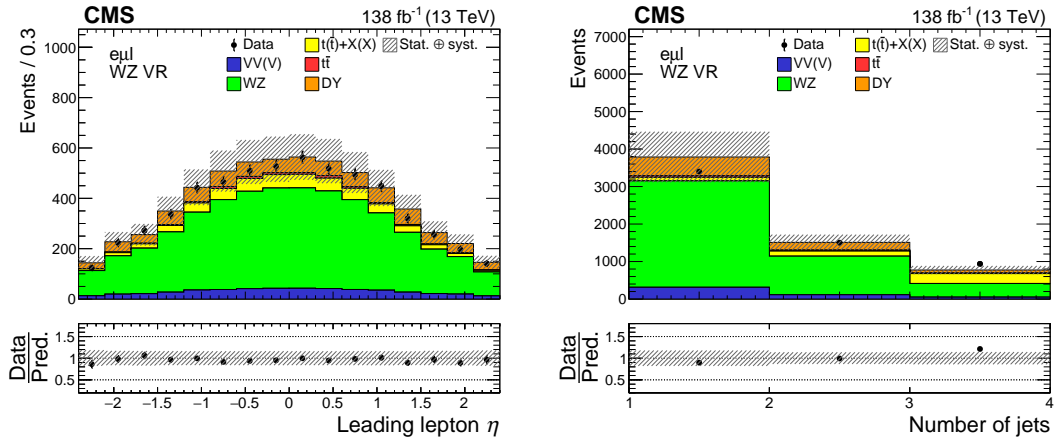 CMS 138 fb⁻¹ (13 TeV)
Events / 0.3
1000
800
600
400
200
0
eμl
WZ VR
Data
t(t̄)+X(X)
Stat. ⊕ syst.
VV(V)
tt̄
WZ
DY
Data
Pred.
1.5
1
0.5
−2 −1.5 −1 −0.5 0 0.5 1 1.5 2
Leading lepton η
CMS 138 fb⁻¹ (13 TeV)
Events
7000
6000
5000
4000
3000
2000
1000
0
eμl
WZ VR
Data
t(t̄)+X(X)
Stat. ⊕ syst.
VV(V)
tt̄
WZ
DY
Data
Pred.
1.5
1
0.5
1 2 3 4
Number of jets